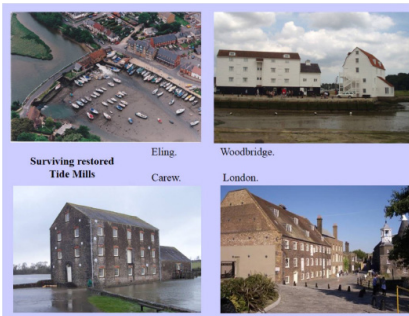 Eling.
Woodbridge.
Surviving restored
Tide Mills
Carew.
London.